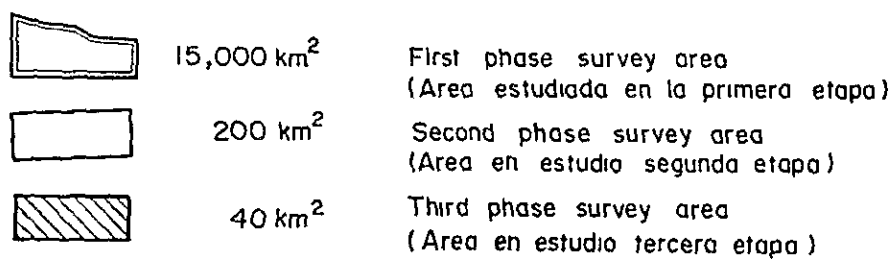 15,000 km² First phase survey area
(Area estudiada en la primera etapa)
200 km² Second phase survey area
(Area en estudio segunda etapa)
40 km² Third phase survey area
(Area en estudio tercera etapa)